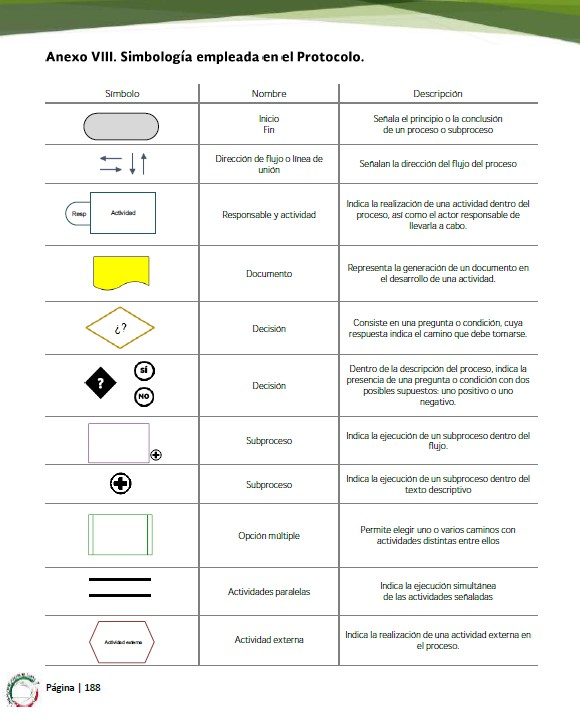 Anexo VIII. Simbología empleada en el Protocolo.
Símbolo Nombre Descripción
Inicio
Fin
Señala el principio o la conclusión
de un proceso o subproceso
Dirección de flujo o línea de
unión
Señalan la dirección del flujo del proceso
Resp Actividad
Responsable y actividad
Indica la realización de una actividad dentro del
proceso, así como el actor responsable de
llevarla a cabo.
Documento
Representa la generación de un documento en
el desarrollo de una actividad.
¿?
Decisión
Consiste en una pregunta o condición, cuya
respuesta indica el camino que debe tomarse.
?
SÍ
NO
Decisión
Dentro de la descripción del proceso, indica la
presencia de una pregunta o condición con dos
posibles supuestos: uno positivo o uno
negativo.
Subproceso
Indica la ejecución de un subproceso dentro del
flujo.
Subproceso
Indica la ejecución de un subproceso dentro del
texto descriptivo
Opción múltiple
Permite elegir uno o varios caminos con
actividades distintas entre ellos
Actividades paralelas
Indica la ejecución simultánea
de las actividades señaladas
Actividad externa
Actividad externa
Indica la realización de una actividad externa en
el proceso.
Página | 188